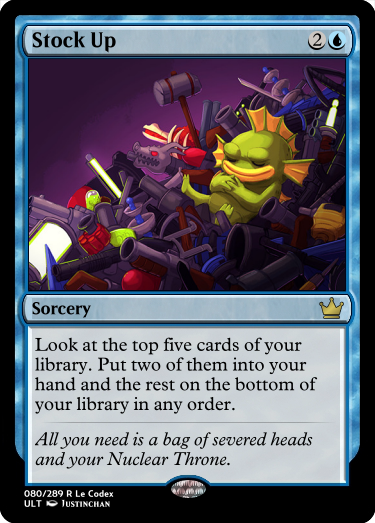 Stock Up 2
Sorcery
Look at the top five cards of your
library. Put two of them into your
hand and the rest on the bottom of
your library in any order.
All you need is a bag of severed heads
and your Nuclear Throne.
080/289 R Le Codex
ULT Justinchan